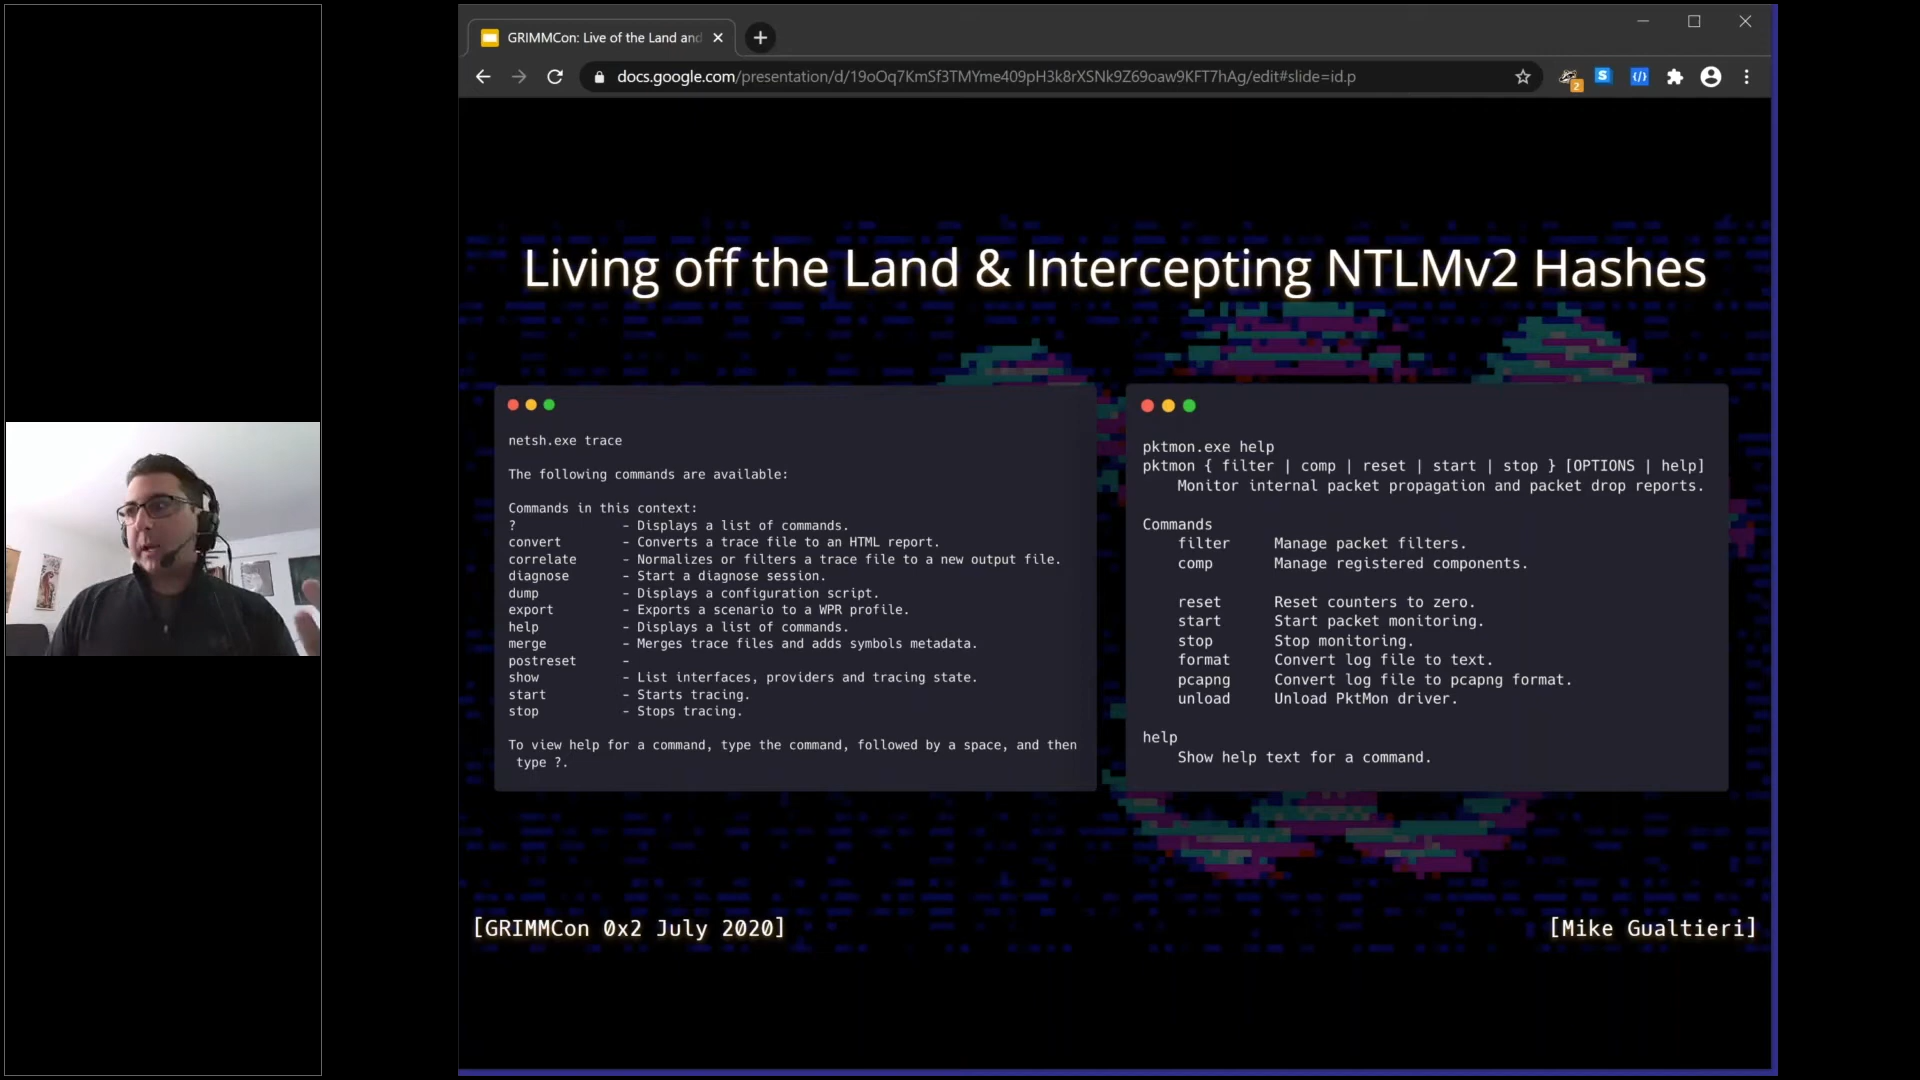 GRIMMCon: Live of the Land and
docs.google.com/presentation/d/19oOq7KmSf3TMYme409pH3k8rXSNk9Z69oaw9KFT7hAg/edit#slide=id.p
2
S
Living off the Land & Intercepting NTLMv2 Hashes
netsh.exe trace
The following commands are available:
Commands in this context:
? - Displays a list of commands.
convert - Converts a trace file to an HTML report.
correlate - Normalizes or filters a trace file to a new output file.
diagnose - Start a diagnose session.
dump - Displays a configuration script.
export - Exports a scenario to a WPR profile.
help - Displays a list of commands.
merge - Merges trace files and adds symbols metadata.
postreset -
show - List interfaces, providers and tracing state.
start - Starts tracing.
stop - Stops tracing.
To view help for a command, type the command, followed by a space, and then
type ?.
pktmon.exe help
pktmon { filter | comp | reset | start | stop } [OPTIONS | help]
Monitor internal packet propagation and packet drop reports.
Commands
filter Manage packet filters.
comp Manage registered components.
reset Reset counters to zero.
start Start packet monitoring.
stop Stop monitoring.
format Convert log file to text.
pcapng Convert log file to pcapng format.
unload Unload PktMon driver.
help
Show help text for a command.
[GRIMMCon 0x2 July 2020]
[Mike Gualtieri]